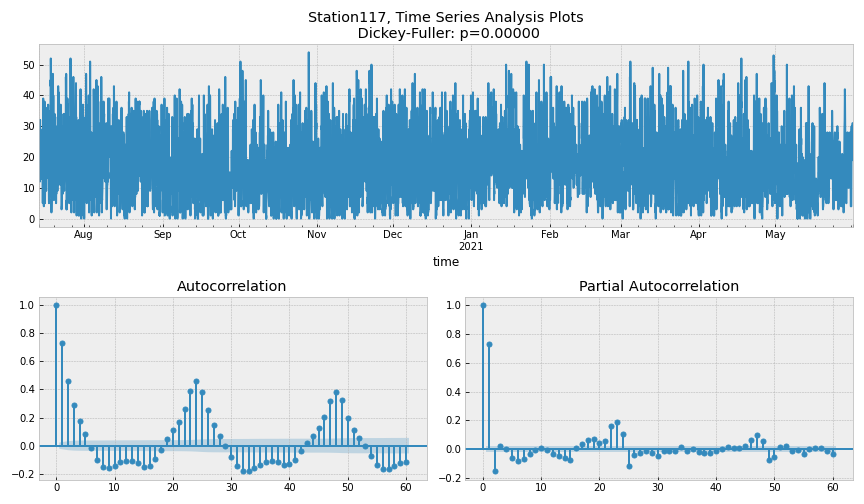 Station117, Time Series Analysis Plots
Dickey-Fuller: p=0.00000
50
40
30
20
10
0
Aug Sep Oct Nov Dec Jan Feb Mar Apr May
2021
time
Autocorrelation
1.0
0.8
0.6
0.4
0.2
0.0
−0.2
0 10 20 30 40 50 60
Partial Autocorrelation
1.0
0.8
0.6
0.4
0.2
0.0
−0.2
0 10 20 30 40 50 60